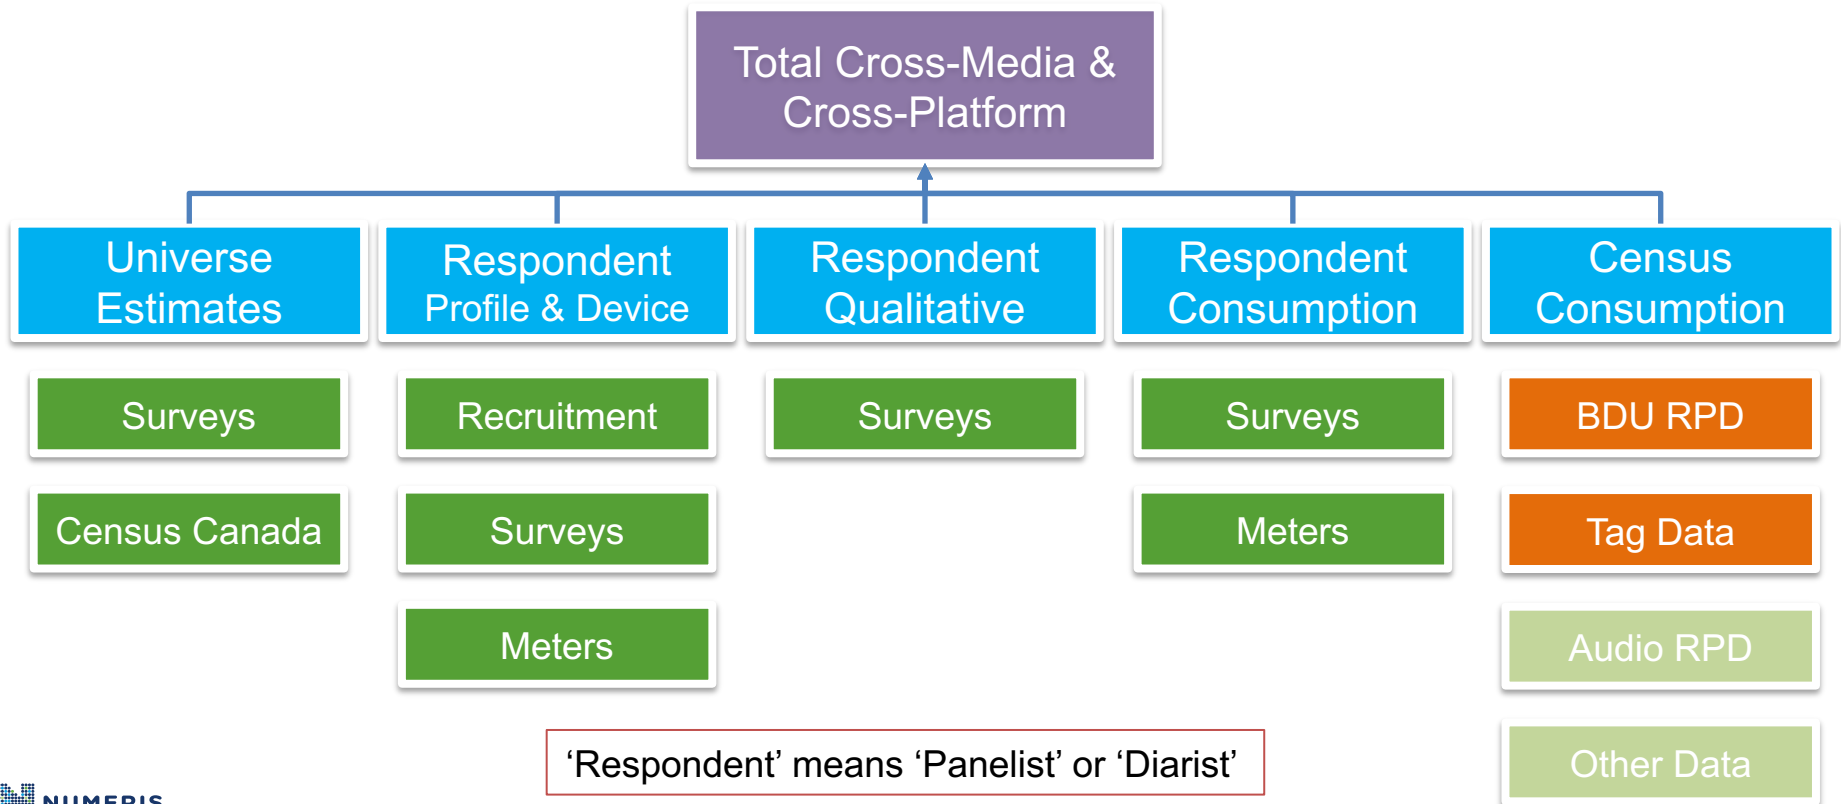 Total Cross-Media &
Cross-Platform
Universe
Estimates
Respondent
Profile & Device
Respondent
Qualitative
Respondent
Consumption
Census
Consumption
Surveys
Recruitment
Surveys
Surveys
BDU RPD
Census Canada
Surveys
Meters
Tag Data
Meters
Audio RPD
'Respondent' means 'Panelist' or 'Diarist'
Other Data
NUMERIS